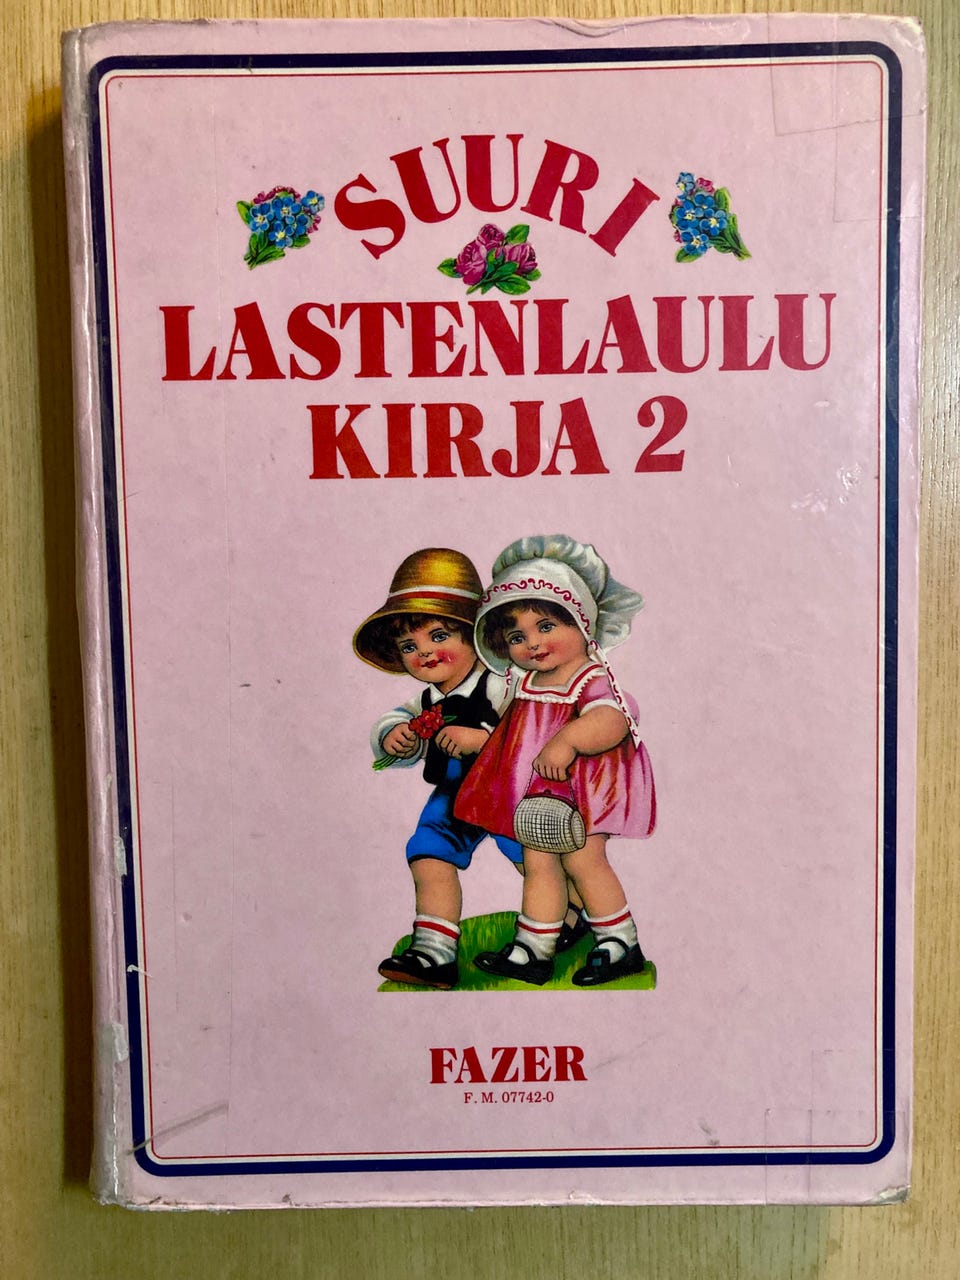 SUURI
LASTENLAULU
KIRJA 2
FAZER
F. M. 07742-0